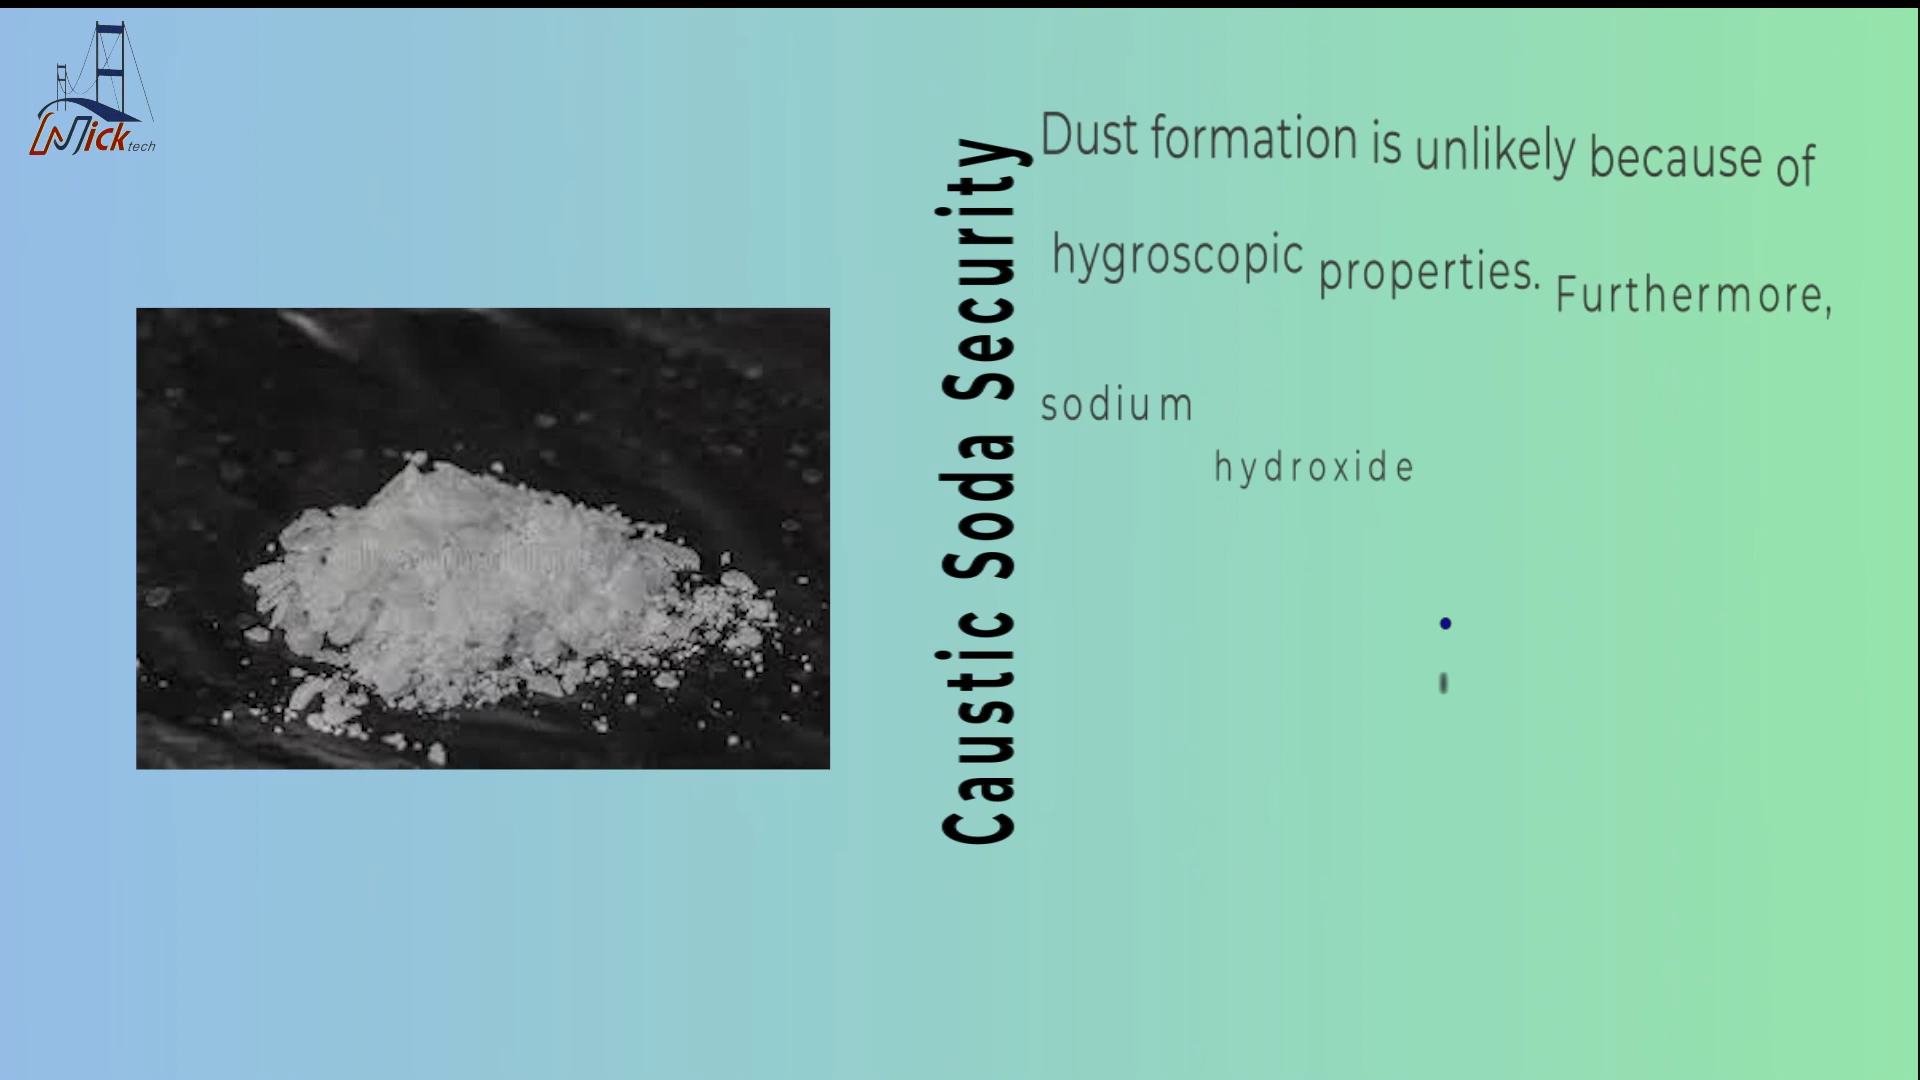 Nick tech
Caustic Soda Security
Dust formation is unlikely because of
hygroscopic properties. Furthermore,
sodium
hydroxide